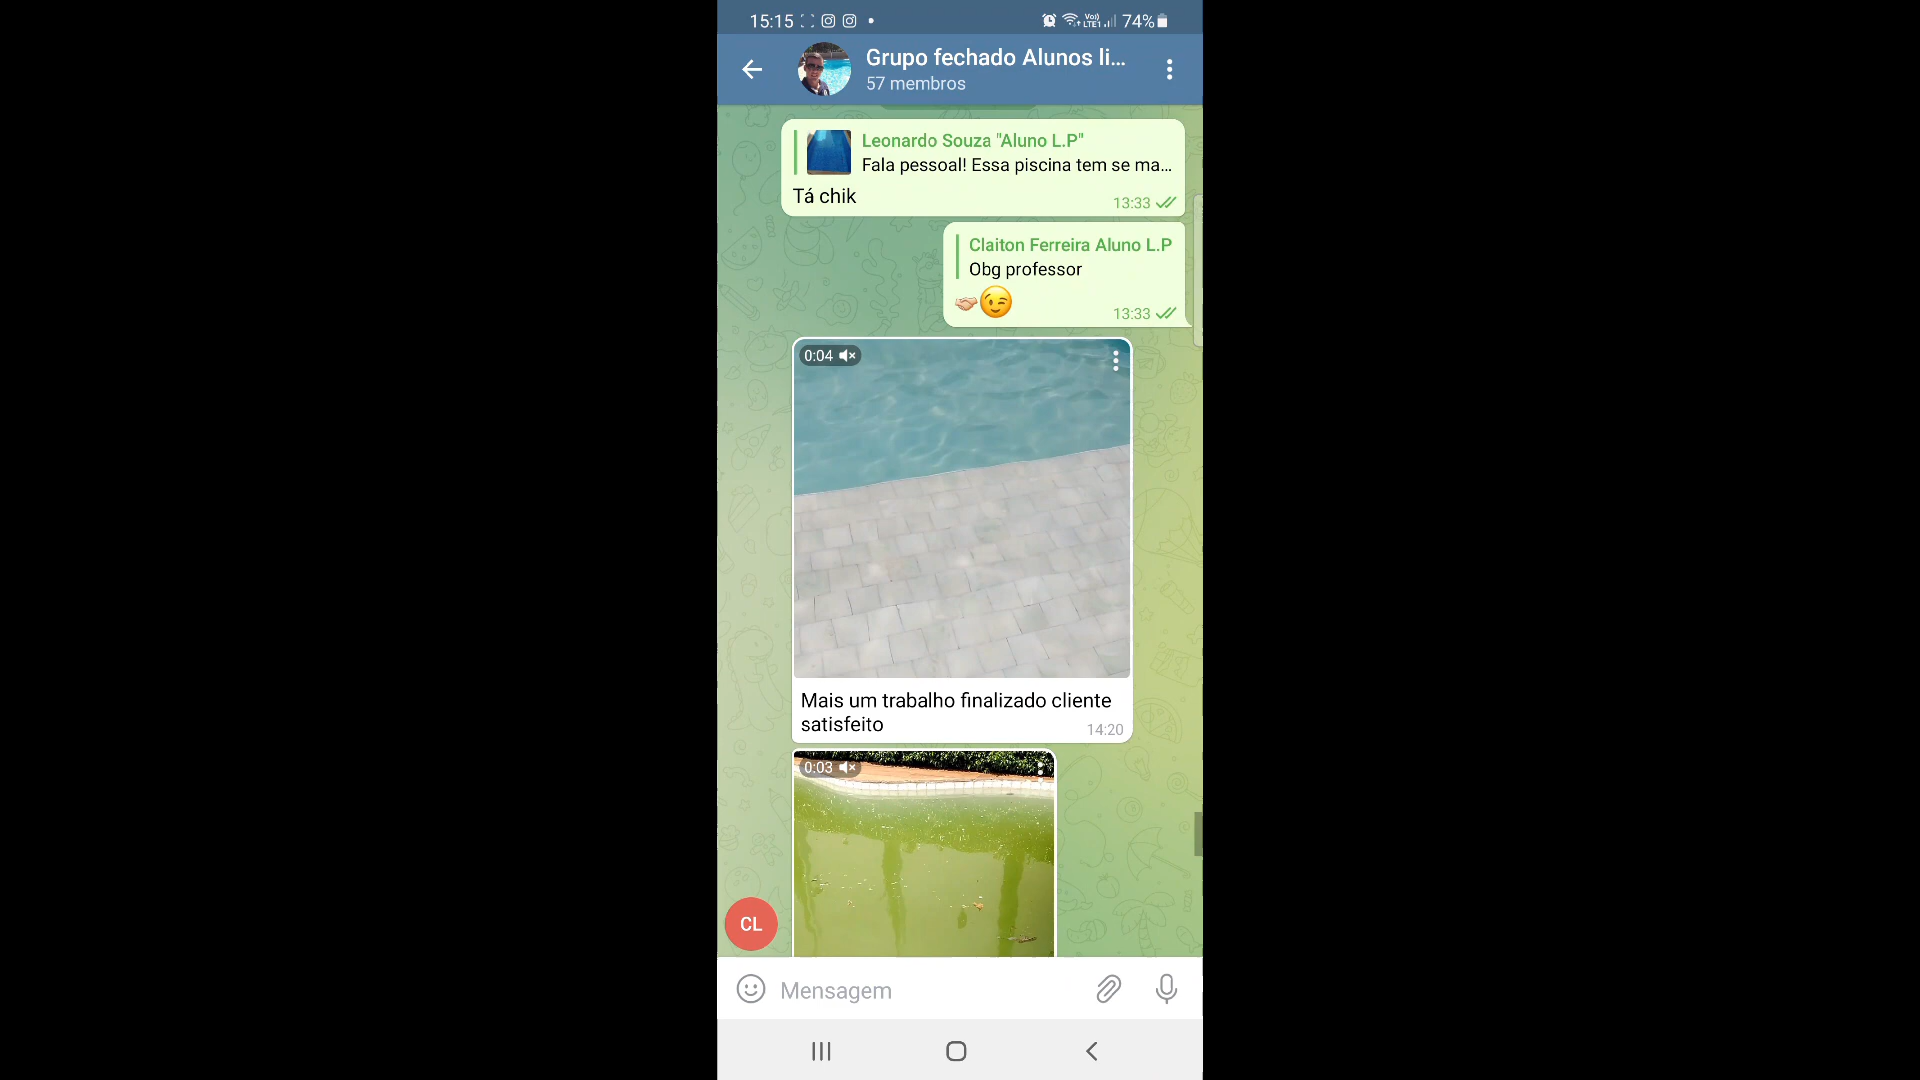 15:15
74%
Grupo fechado Alunos li...
57 membros
Leonardo Souza "Aluno L.P"
Fala pessoal! Essa piscina tem se ma...
Tá chik
13:33
Claiton Ferreira Aluno L.P
Obg professor
13:33
0:04
Mais um trabalho finalizado cliente
satisfeito
14:20
0:03
CL
Mensagem